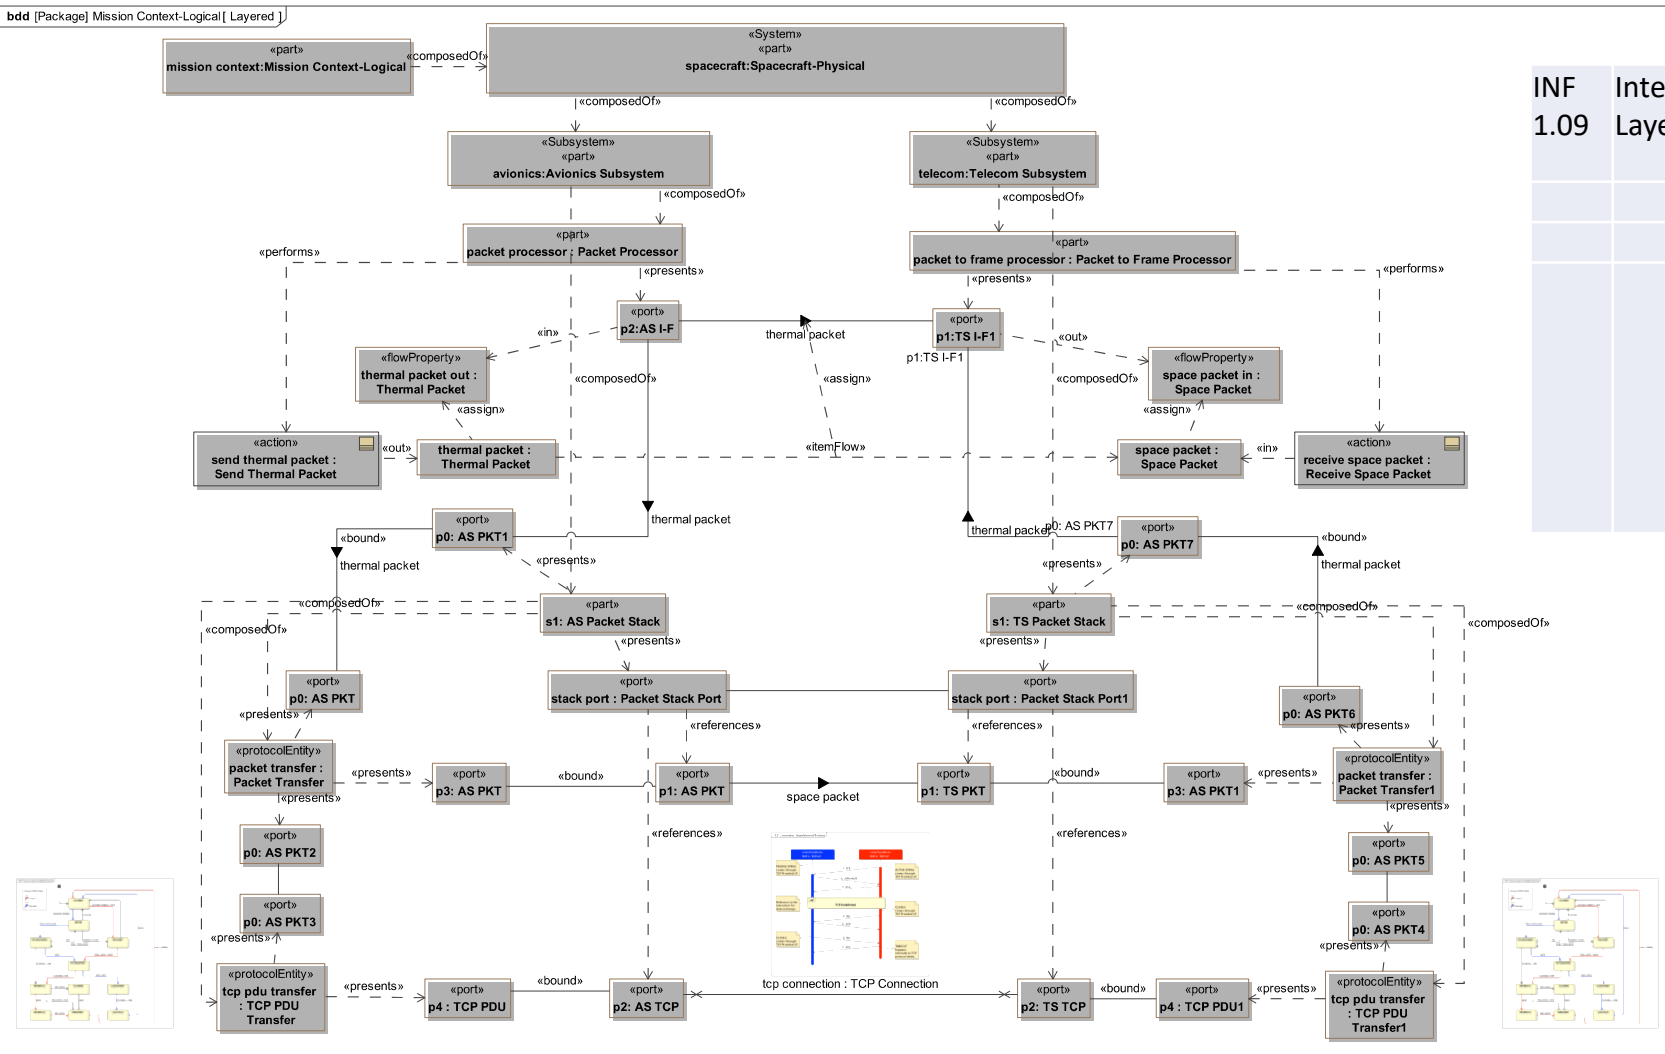 bdd [Package] Mission Context-Logical [ Layered ]
«part»
mission context:Mission Context-Logical
«composedOf»
«System»
«part»
spacecraft:Spacecraft-Physical
INF
1.09
«composedOf»
«composedOf»
«Subsystem»
«part»
avionics:Avionics Subsystem
«Subsystem»
«part»
telecom:Telecom Subsystem
«composedOf»
«composedOf»
«part»
packet processor : Packet Processor
«part»
packet to frame processor : Packet to Frame Processor
«performs»
«presents»
«presents»
«performs»
«port»
p2:AS I-F
thermal packet
«port»
p1:TS I-F1
p1:TS I-F1
«in»
«out»
«flowProperty»
thermal packet out :
Thermal Packet
«flowProperty»
space packet in :
Space Packet
«composedOf»
«assign»
«composedOf»
«assign»
«assign»
«action»
send thermal packet :
Send Thermal Packet
«out»
thermal packet :
Thermal Packet
«itemFlow»
space packet :
Space Packet
«in»
«action»
receive space packet :
Receive Space Packet
thermal packet
thermal packet
p0: AS PKT7
«port»
p0: AS PKT1
«port»
p0: AS PKT7
«bound»
thermal packet
«bound»
thermal packet
«presents»
«presents»
«composedOf»
«composedOf»
«part»
s1: AS Packet Stack
«part»
s1: TS Packet Stack
«composedOf»
«composedOf»
«presents»
«presents»
«port»
p0: AS PKT
«port»
stack port : Packet Stack Port
«port»
stack port : Packet Stack Port1
«port»
p0: AS PKT6
«presents»
«references»
«references»
«presents»
«protocolEntity»
packet transfer :
Packet Transfer
«presents»
«port»
p3: AS PKT
«bound»
«port»
p1: AS PKT
space packet
«port»
p1: TS PKT
«bound»
«port»
p3: AS PKT1
«presents»
«protocolEntity»
packet transfer :
Packet Transfer1
«presents»
«presents»
«port»
p0: AS PKT2
«references»
«references»
«port»
p0: AS PKT5
«port»
p0: AS PKT3
«port»
p0: AS PKT4
«presents»
«presents»
«protocolEntity»
tcp pdu transfer
: TCP PDU
Transfer
«presents»
«port»
p4 : TCP PDU
«bound»
«port»
p2: AS TCP
tcp connection : TCP Connection
«port»
p2: TS TCP
«bound»
«port»
p4 : TCP PDU1
«presents»
«protocolEntity»
tcp pdu transfer
: TCP PDU
Transfer1